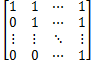 1 1 ⋯ 1
0 1 ⋯ 1
⋮ ⋮ ⋱ ⋮
0 0 ⋯ 1